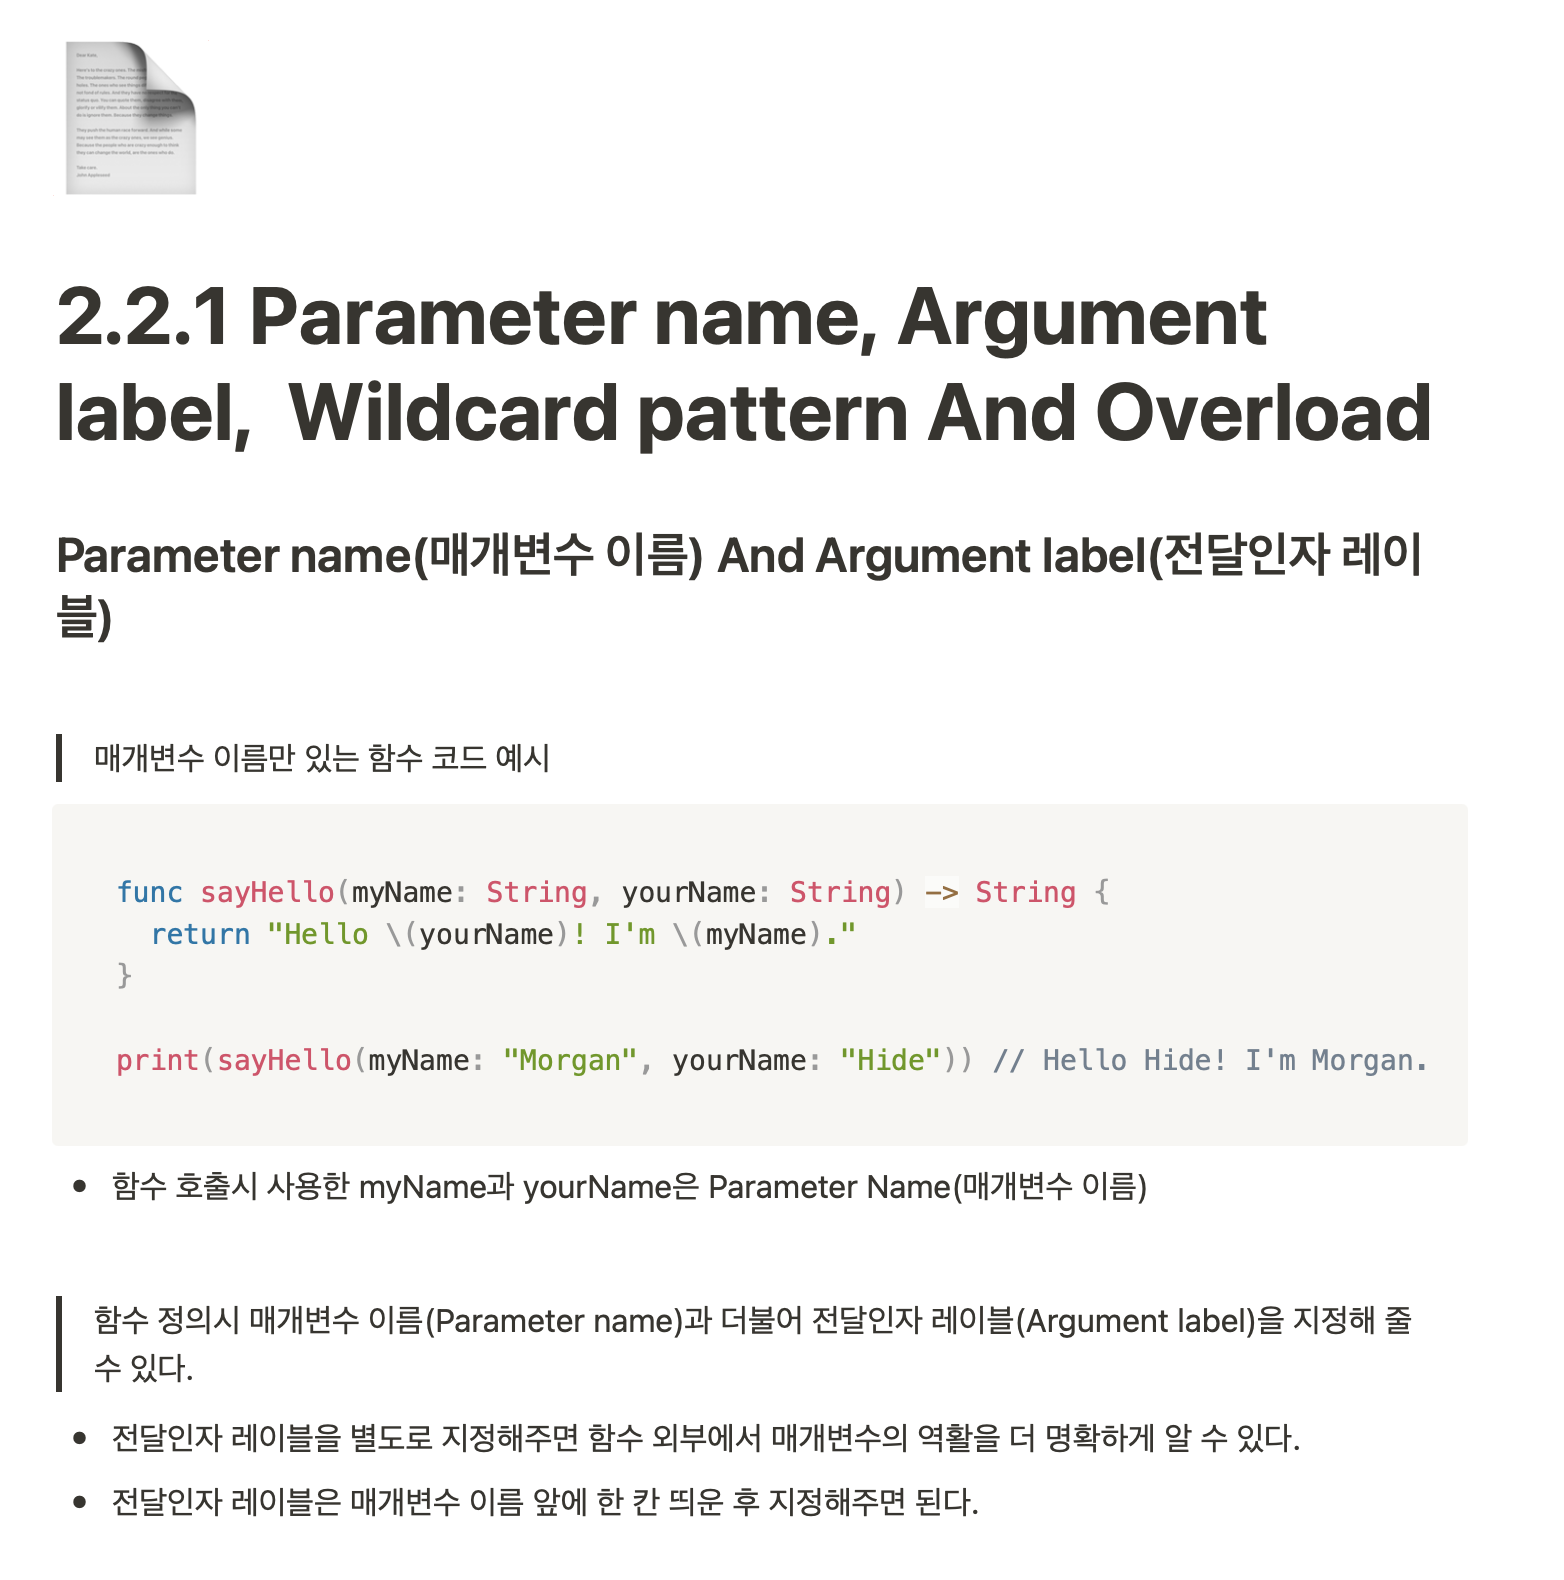 2.2.1 Parameter name, Argument
label,  Wildcard pattern And Overload
Parameter name(매개변수 이름) And Argument label(전달인자 레이
블)
매개변수 이름만 있는 함수 코드 예시
func sayHello(myName: String, yourName: String) -> String {
  return "Hello \(yourName)! I'm \(myName)."
}
print(sayHello(myName: "Morgan", yourName: "Hide")) // Hello Hide! I'm Morgan.
• 함수 호출시 사용한 myName과 yourName은 Parameter Name(매개변수 이름)
함수 정의시 매개변수 이름(Parameter name)과 더불어 전달인자 레이블(Argument label)을 지정해 줄
수 있다.
• 전달인자 레이블을 별도로 지정해주면 함수 외부에서 매개변수의 역활을 더 명확하게 알 수 있다.
• 전달인자 레이블은 매개변수 이름 앞에 한 칸 띄운 후 지정해주면 된다.